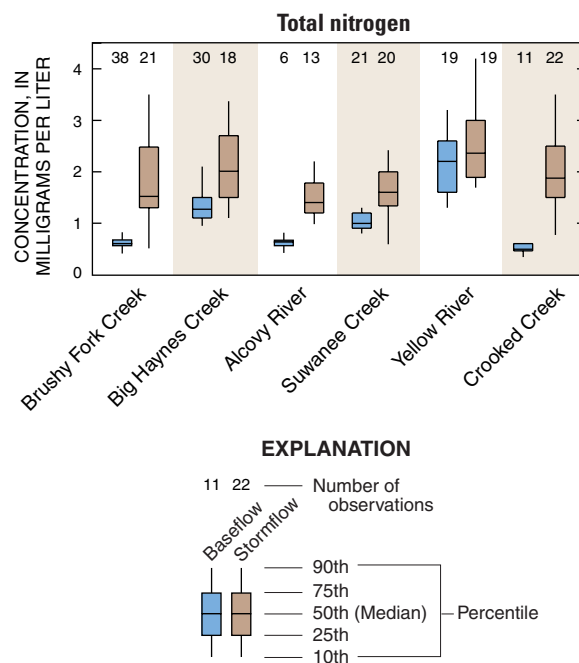 Total nitrogen
CONCENTRATION, IN
MILLIGRAMS PER LITER
4
3
2
1
0
38 21 30 18 6 13 21 20 19 19 11 22
Brushy Fork Creek
Big Haynes Creek
Alcovy River
Suwanee Creek
Yellow River
Crooked Creek
EXPLANATION
11 22 Number of
observations
Baseflow
Stormflow
90th
75th
50th (Median) Percentile
25th
10th